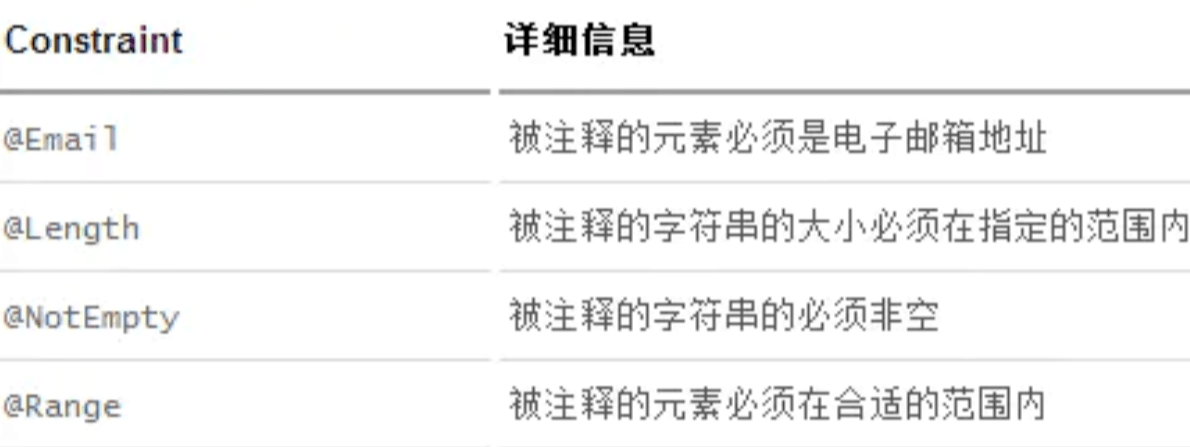 Constraint 详细信息
@Email 被注释的元素必须是电子邮箱地址
@Length 被注释的字符串的大小必须在指定的范围内
@NotEmpty 被注释的字符串的必须非空
@Range 被注释的元素必须在合适的范围内